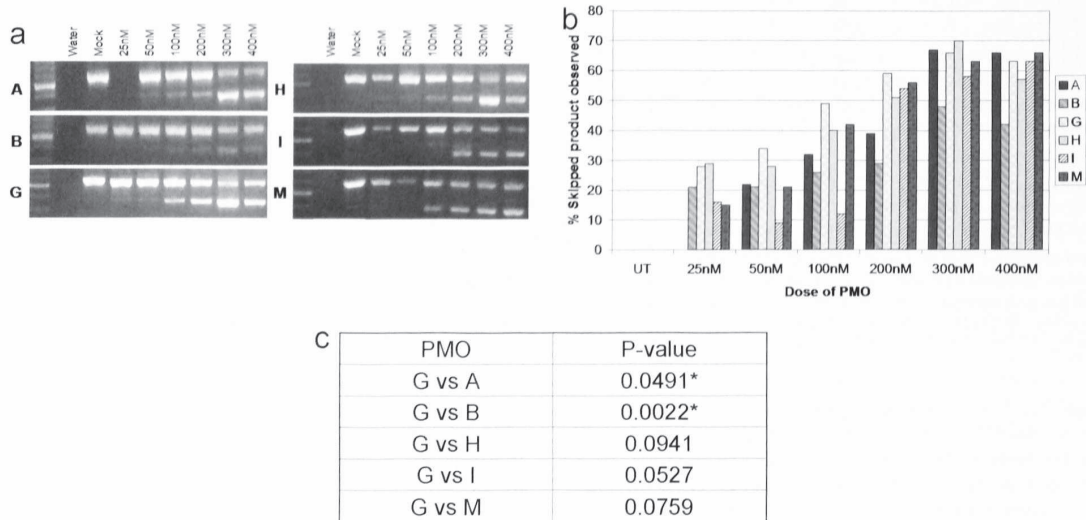 a
Water Mock 25nM 50nM 100nM 200nM 300nM 400nM
A
B
G
Water Mock 25nM 50nM 100nM 200nM 300nM 400nM
H
I
M
b
% Skipped product observed
80
70
60
50
40
30
20
10
0
UT 25nM 50nM 100nM 200nM 300nM 400nM
Dose of PMO
A
B
G
H
I
M
c
PMO P-value
G vs A 0.0491*
G vs B 0.0022*
G vs H 0.0941
G vs I 0.0527
G vs M 0.0759